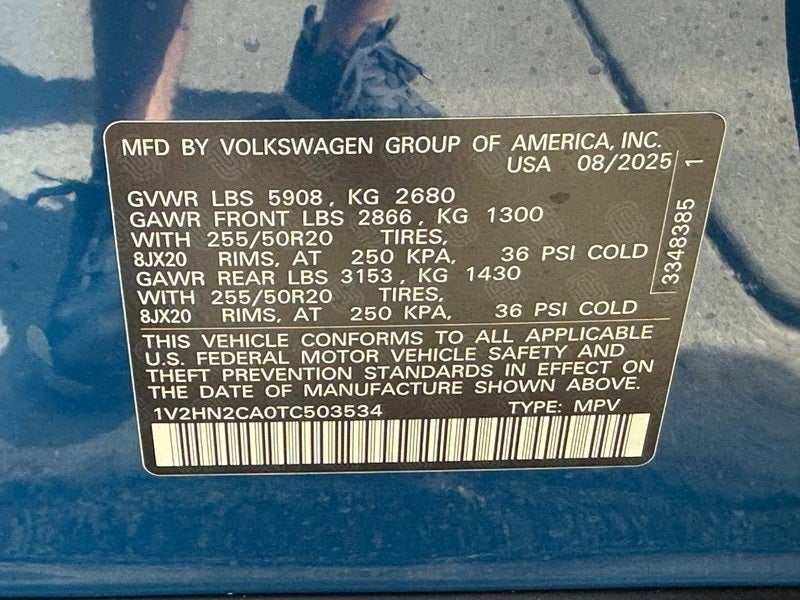 MFD BY VOLKSWAGEN GROUP OF AMERICA, INC.
USA 08/2025
GVWR LBS 5908, KG 2680
GAWR FRONT LBS 2866, KG 1300
WITH 255/50R20 TIRES,
8JX20 RIMS, AT 250 KPA, 36 PSI COLD
GAWR REAR LBS 3153, KG 1430
WITH 255/50R20 TIRES,
8JX20 RIMS, AT 250 KPA, 36 PSI COLD
3348385 1
THIS VEHICLE CONFORMS TO ALL APPLICABLE
U.S. FEDERAL MOTOR VEHICLE SAFETY AND
THEFT PREVENTION STANDARDS IN EFFECT ON
THE DATE OF MANUFACTURE SHOWN ABOVE.
1V2HN2CA0TC503534 TYPE: MPV